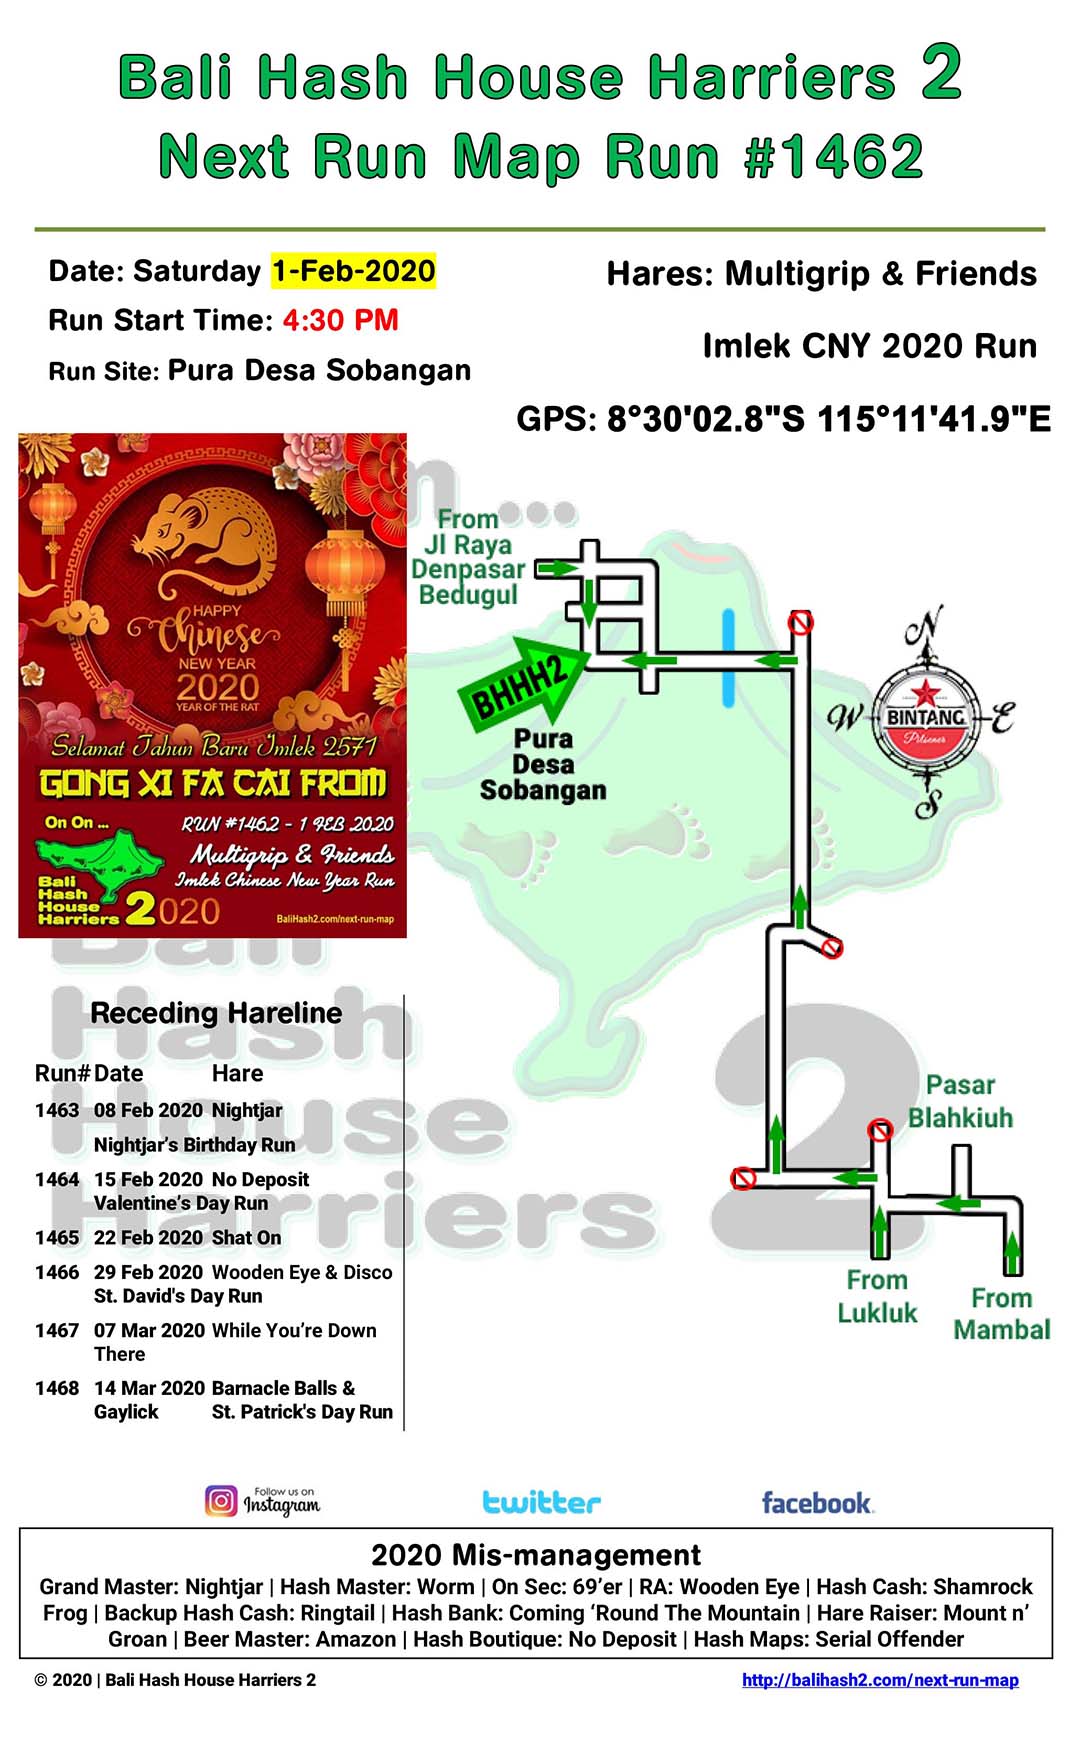 Bali Hash House Harriers 2
Next Run Map Run #1462
Date: Saturday 1-Feb-2020
Run Start Time: 4:30 PM
Run Site: Pura Desa Sobangan
Hares: Multigrip & Friends
Imlek CNY 2020 Run
GPS: 8°30'02.8"S 115°11'41.9"E
HAPPY
Chinese
NEW YEAR
2020
YEAR OF THE RAT
Selamat Tahun Baru Imlek 2571
GONG XI FA CAI FROM
On On ...
RUN #1462 - 1 FEB 2020
Multigrip & Friends
Imlek Chinese New Year Run
Bali
Hash
House
Harriers 2020
BaliHash2.com/next-run-map
n ...
From
Jl Raya
Denpasar
Bedugul
BHHH2
Pura
Desa
Sobangan
N
W
E
S
BINTANG
Pilsener
Bali
Hash
House
Harriers 2
Pasar
Blahkiuh
From
Lukluk
From
Mambal
Receding Hareline
Run# Date Hare
1463 08 Feb 2020 Nightjar
Nightjar's Birthday Run
1464 15 Feb 2020 No Deposit
Valentine's Day Run
1465 22 Feb 2020 Shat On
1466 29 Feb 2020 Wooden Eye & Disco
St. David's Day Run
1467 07 Mar 2020 While You're Down
There
1468 14 Mar 2020 Barnacle Balls &
Gaylick St. Patrick's Day Run
Follow us on
Instagram
twitter
facebook
2020 Mis-management
Grand Master: Nightjar | Hash Master: Worm | On Sec: 69'er | RA: Wooden Eye | Hash Cash: Shamrock
Frog | Backup Hash Cash: Ringtail | Hash Bank: Coming 'Round The Mountain | Hare Raiser: Mount n'
Groan | Beer Master: Amazon | Hash Boutique: No Deposit | Hash Maps: Serial Offender
© 2020 | Bali Hash House Harriers 2
http://balihash2.com/next-run-map